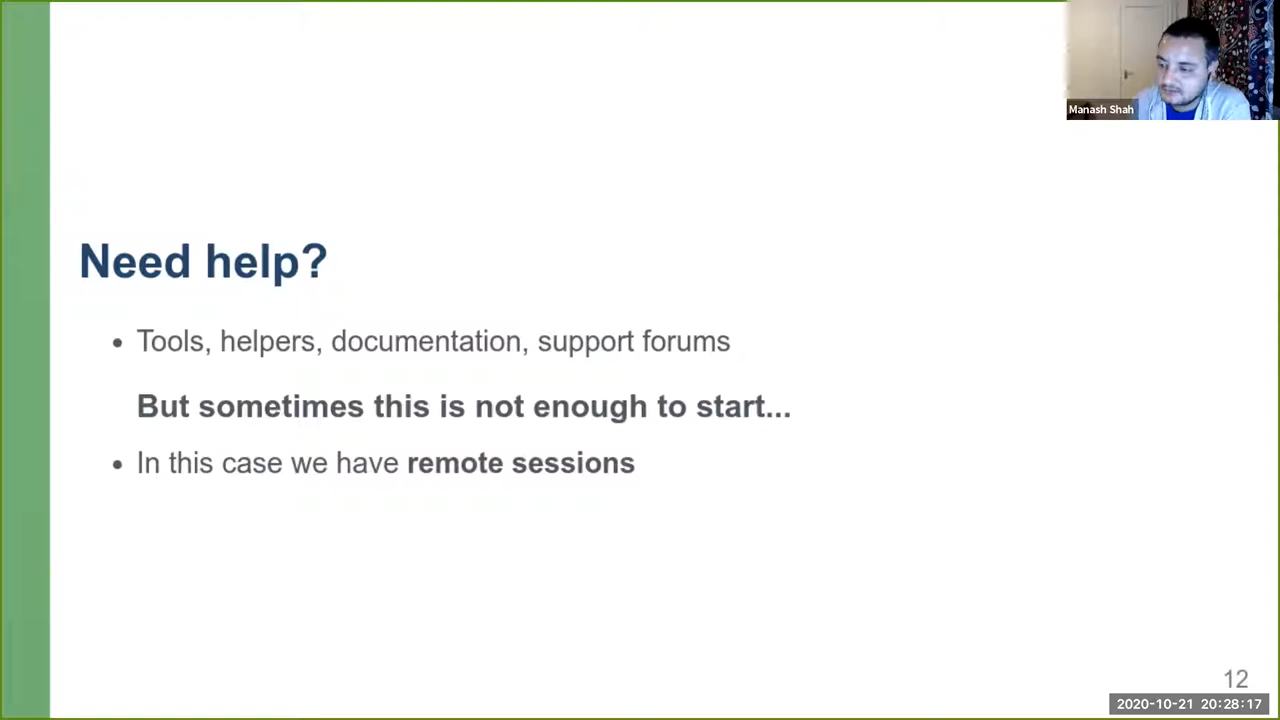 Manash Shah
Need help?
• Tools, helpers, documentation, support forums
But sometimes this is not enough to start...
• In this case we have remote sessions
12
2020-10-21 20:28:17